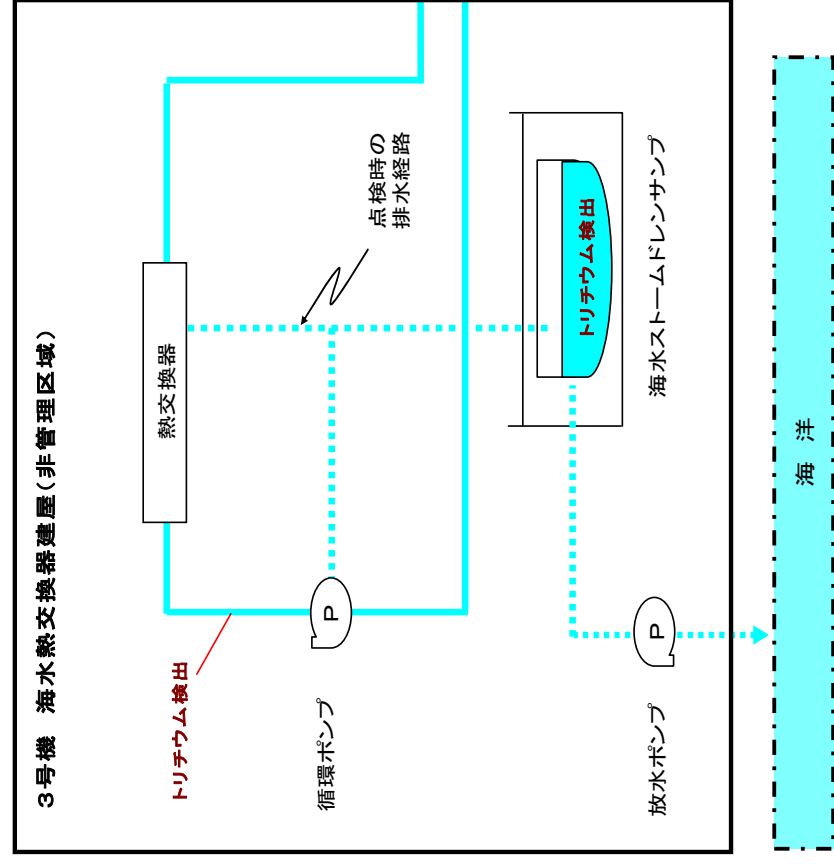 ３号機　海水熱交換器建屋（非管理区域）
熱交換器
点検時の
排水経路
トリチウム検出
P
循環ポンプ
トリチウム検出
海水ストームドレンサンプ
P
放水ポンプ
海　洋